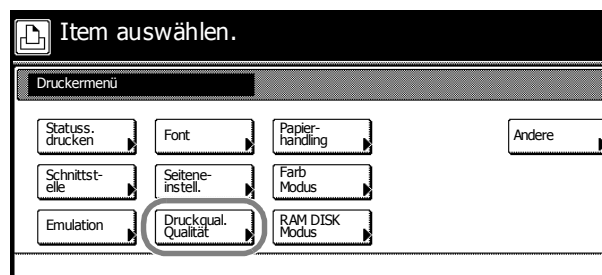 Item auswählen.
Druckermenü
Statuss.
drucken
Font
Papier-
handling
Andere
Schnittst-
elle
Seitene-
instell.
Farb
Modus
Emulation
Druckqual.
Qualität
RAM DISK
Modus